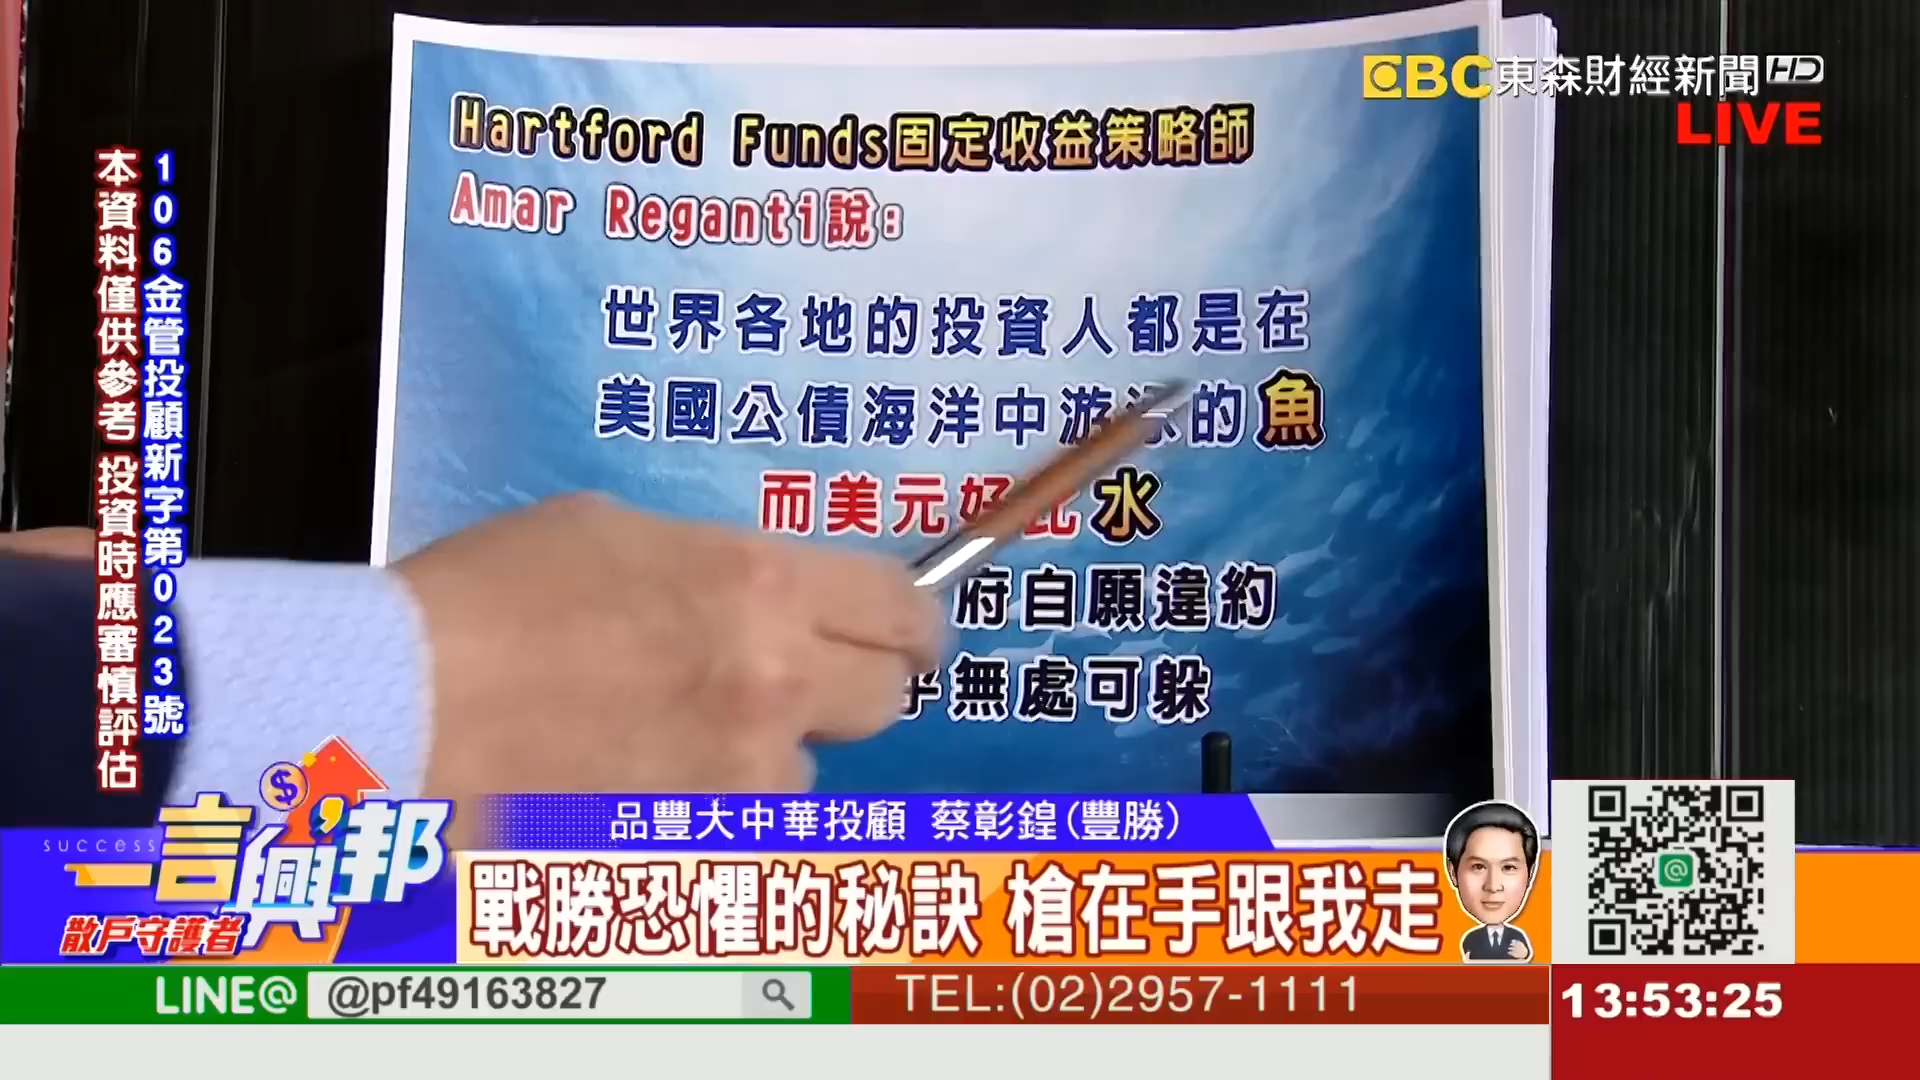 EBC東森財經新聞HD
LIVE
Hartford Funds固定收益策略師
Amar Reganti說:
世界各地的投資人都是在
美國公債海洋中游泳的魚
而美元好比水
府自願違約
乎無處可躲
106金管投顧新字第023號
本資料僅供參考 投資時應審慎評估
品豐大中華投顧 蔡彰鍠(豐勝)
success
一言興邦
散戶守護者
戰勝恐懼的秘訣 槍在手跟我走
LINE@ @pf49163827
TEL:(02)2957-1111
13:53:25